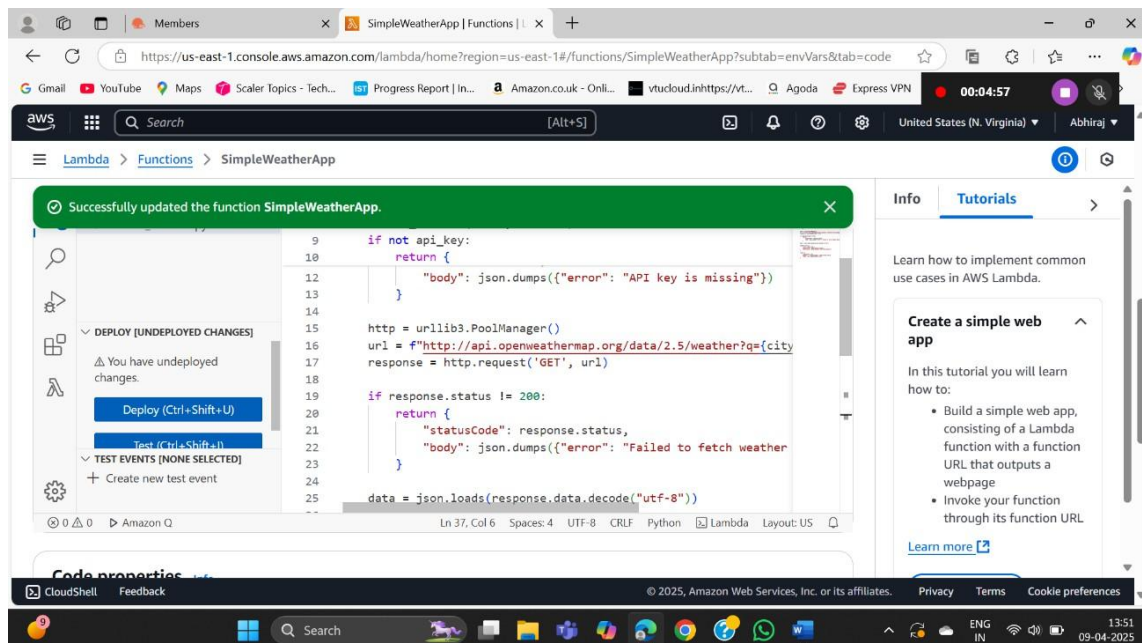 Members
SimpleWeatherApp | Functions | L
https://us-east-1.console.aws.amazon.com/lambda/home?region=us-east-1#/functions/SimpleWeatherApp?subtab=envVars&tab=code
Gmail YouTube Maps Scaler Topics - Tech... IST Progress Report | In... Amazon.co.uk - Onli... vtucloud.inhttps://vt... Agoda Express VPN
00:04:57
aws Search [Alt+S] United States (N. Virginia) Abhiraj
Lambda > Functions > SimpleWeatherApp
Successfully updated the function SimpleWeatherApp.
9 if not api_key:
10 return {
12 "body": json.dumps({"error": "API key is missing"})
13 }
14
15 http = urllib3.PoolManager()
16 url = f"http://api.openweathermap.org/data/2.5/weather?q={city
17 response = http.request('GET', url)
18
19 if response.status != 200:
20 return {
21 "statusCode": response.status,
22 "body": json.dumps({"error": "Failed to fetch weather
23 }
24
25 data = json.loads(response.data.decode("utf-8"))
DEPLOY [UNDEPLOYED CHANGES]
You have undeployed
changes.
Deploy (Ctrl+Shift+U)
Test (Ctrl+Shift+I)
TEST EVENTS [NONE SELECTED]
+ Create new test event
0 0 Amazon Q Ln 37, Col 6 Spaces: 4 UTF-8 CRLF Python Lambda Layout: US
Code properties Info
Info Tutorials
Learn how to implement common
use cases in AWS Lambda.
Create a simple web
app
In this tutorial you will learn
how to:
• Build a simple web app,
consisting of a Lambda
function with a function
URL that outputs a
webpage
• Invoke your function
through its function URL
Learn more
CloudShell Feedback © 2025, Amazon Web Services, Inc. or its affiliates. Privacy Terms Cookie preferences
9 Search ENG 13:51
IN 09-04-2025